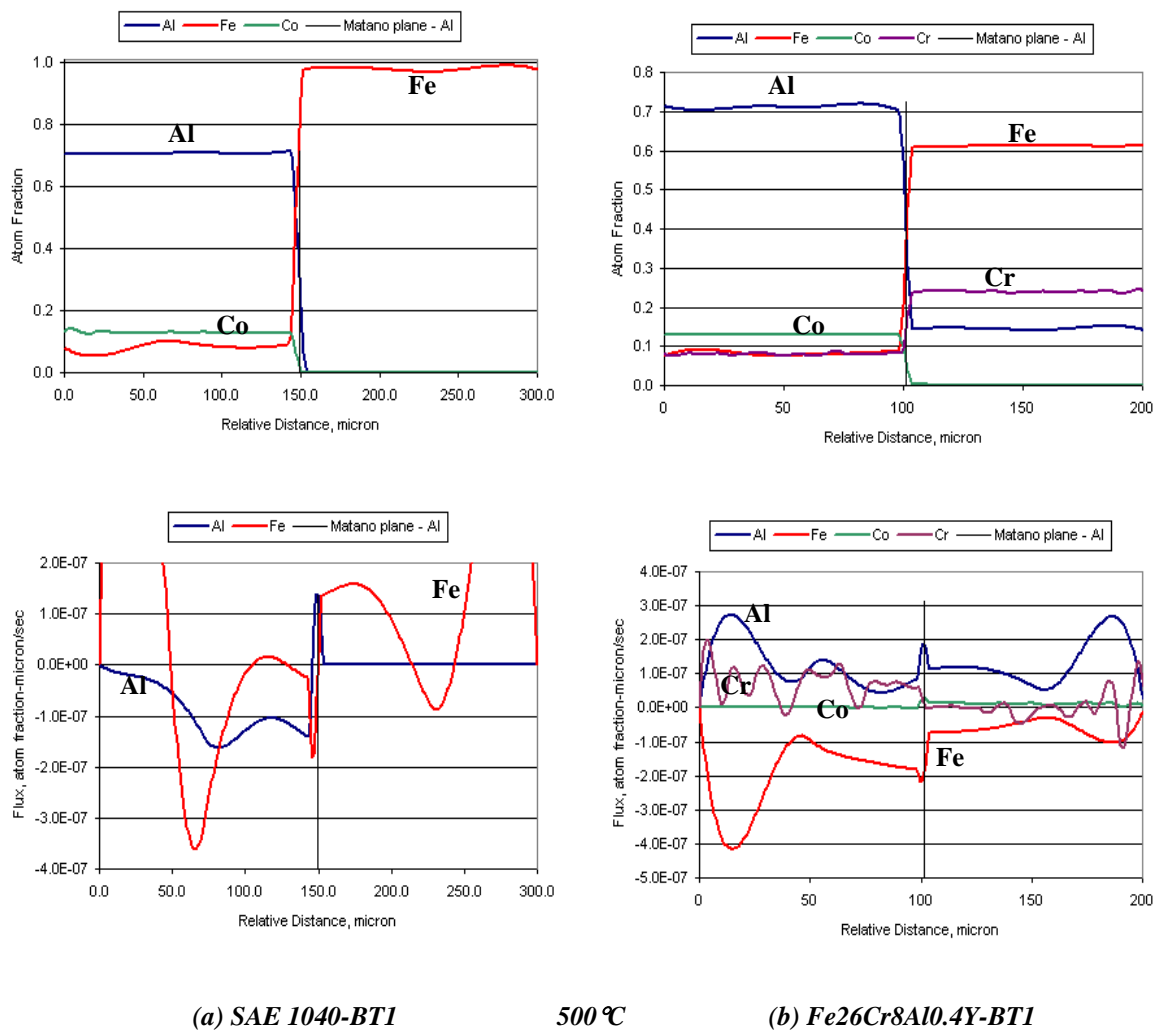 Al Fe Co Matano plane - Al
1.0
0.8
0.6
0.4
0.2
0.0
Atom Fraction
Fe
Al
Co
0.0 50.0 100.0 150.0 200.0 250.0 300.0
Relative Distance, micron
Al Fe Co Cr Matano plane - Al
0.8
0.7
0.6
0.5
0.4
0.3
0.2
0.1
0.0
Atom Fraction
Al
Fe
Cr
Co
0 50 100 150 200
Relative Distance, micron
Al Fe Matano plane - Al
2.0E-07
1.0E-07
0.0E+00
-1.0E-07
-2.0E-07
-3.0E-07
-4.0E-07
Flux, atom fraction-micron/sec
Fe
Al
0.0 50.0 100.0 150.0 200.0 250.0 300.0
Relative Distance, micron
Al Fe Co Cr Matano plane - Al
4.0E-07
3.0E-07
2.0E-07
1.0E-07
0.0E+00
-1.0E-07
-2.0E-07
-3.0E-07
-4.0E-07
-5.0E-07
Flux, atom fraction-micron/sec
Al
Cr
Co
Fe
0 50 100 150 200
Relative Distance, micron
(a) SAE 1040-BT1 500°C (b) Fe26Cr8Al0.4Y-BT1